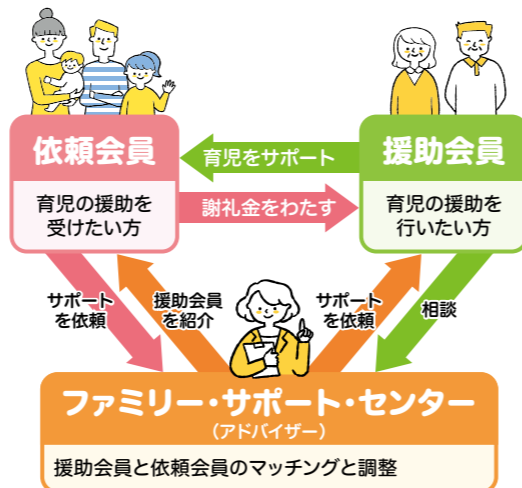 依頼会員
育児の援助を
受けたい方
育児をサポート
謝礼金をわたす
援助会員
育児の援助を
行いたい方
サポート
を依頼
援助会員
を紹介
サポート
を依頼
相談
ファミリー・サポート・センター
（アドバイザー）
援助会員と依頼会員のマッチングと調整